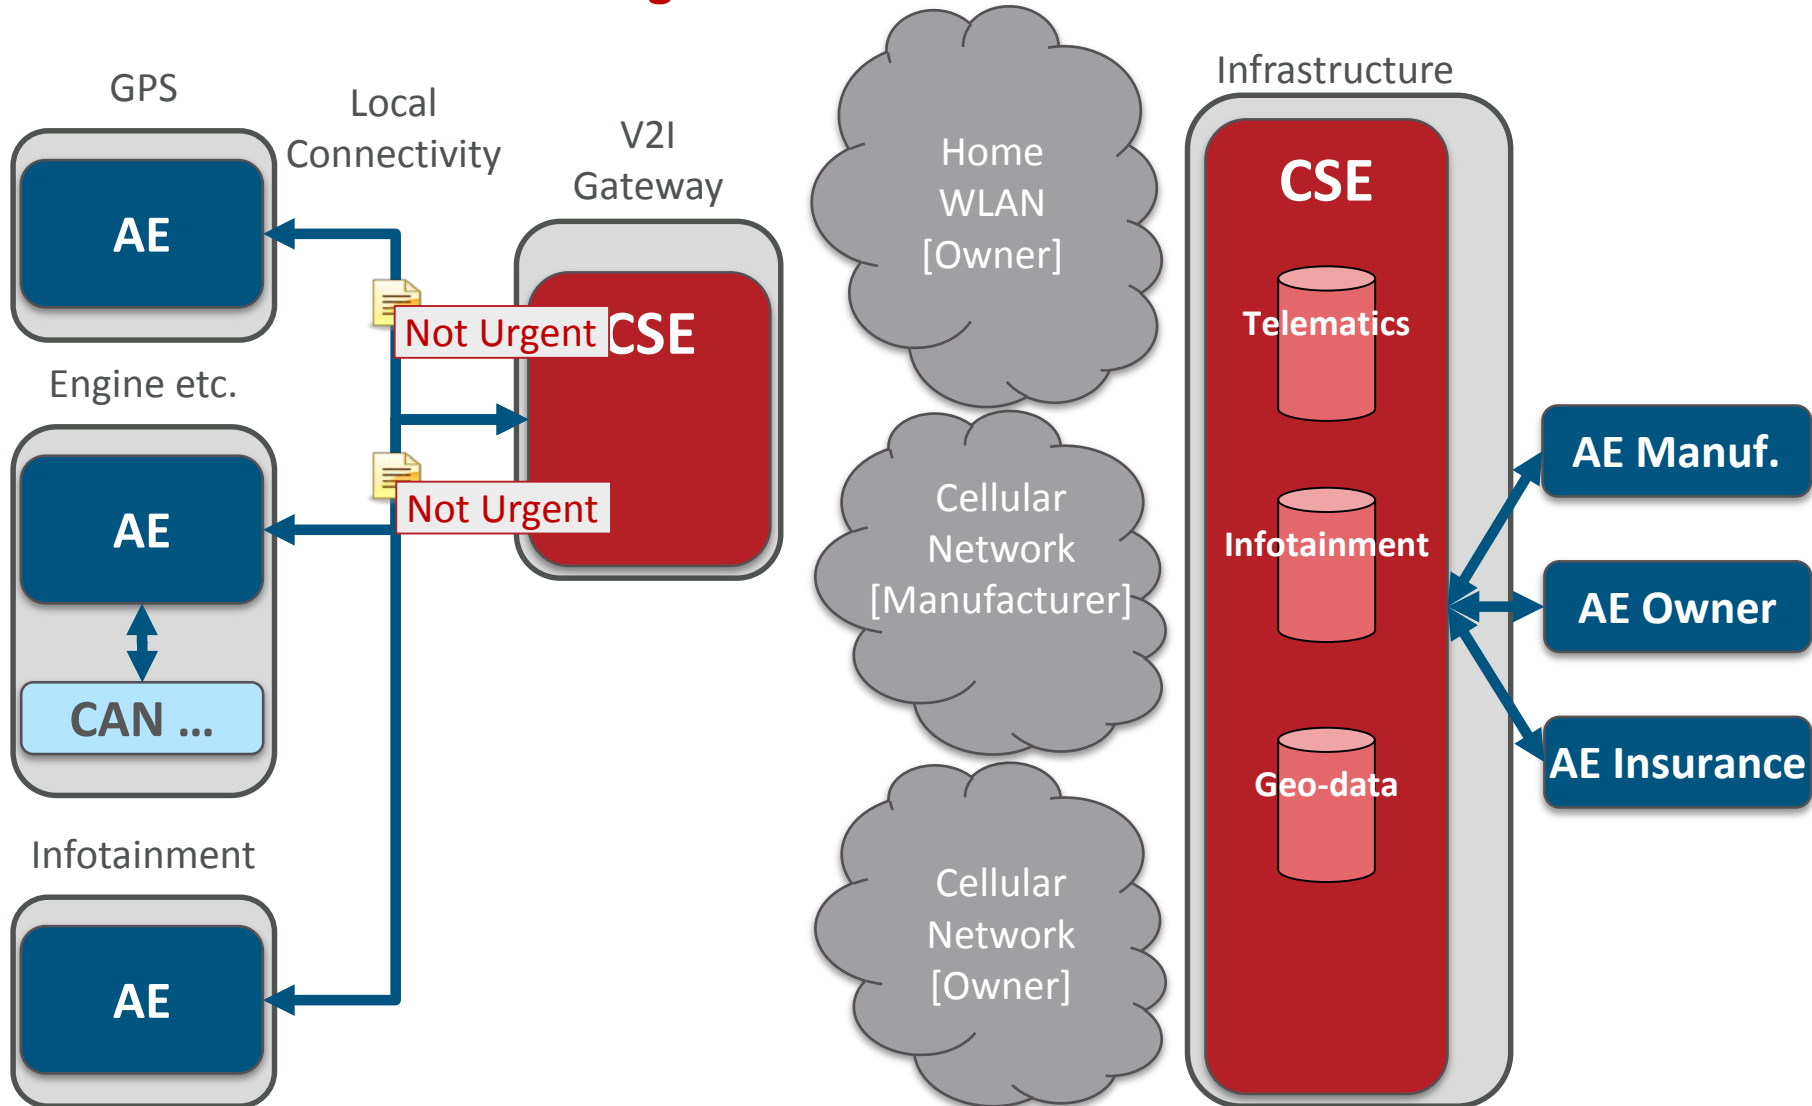 g
GPS
Local
Connectivity
V2I
Gateway
AE
Not Urgent
CSE
Engine etc.
Not Urgent
AE
CAN ...
Infotainment
AE
Home
WLAN
[Owner]
Cellular
Network
[Manufacturer]
Cellular
Network
[Owner]
Infrastructure
CSE
Telematics
Infotainment
Geo-data
AE Manuf.
AE Owner
AE Insurance